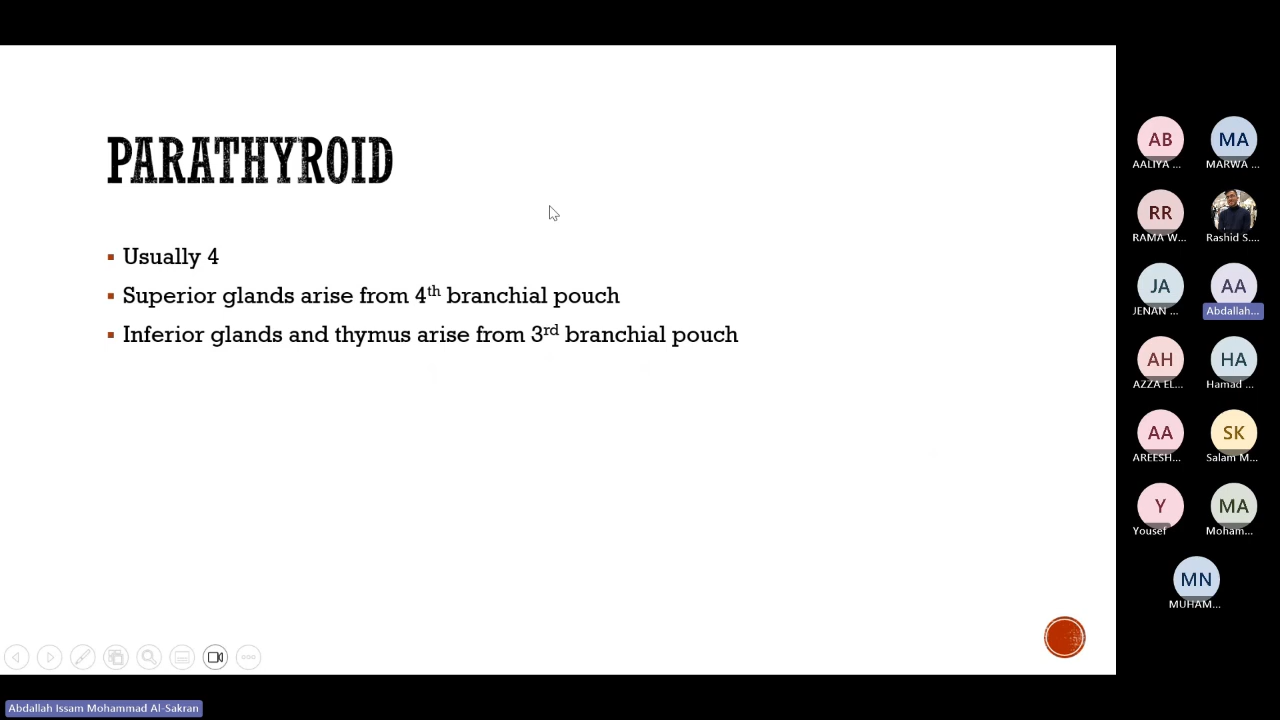 PARATHYROID
▪ Usually 4
▪ Superior glands arise from 4th branchial pouch
▪ Inferior glands and thymus arise from 3rd branchial pouch
AB
AALIYA ...
MA
MARWA ...
RR
RAMA W...
Rashid S....
JA
JENAN ...
AA
Abdallah...
AH
AZZA EL...
HA
Hamad ...
AA
AREESH...
SK
Salam M...
Y
Yousef
MA
Moham...
MN
MUHAM...
Abdallah Issam Mohammad Al-Sakran